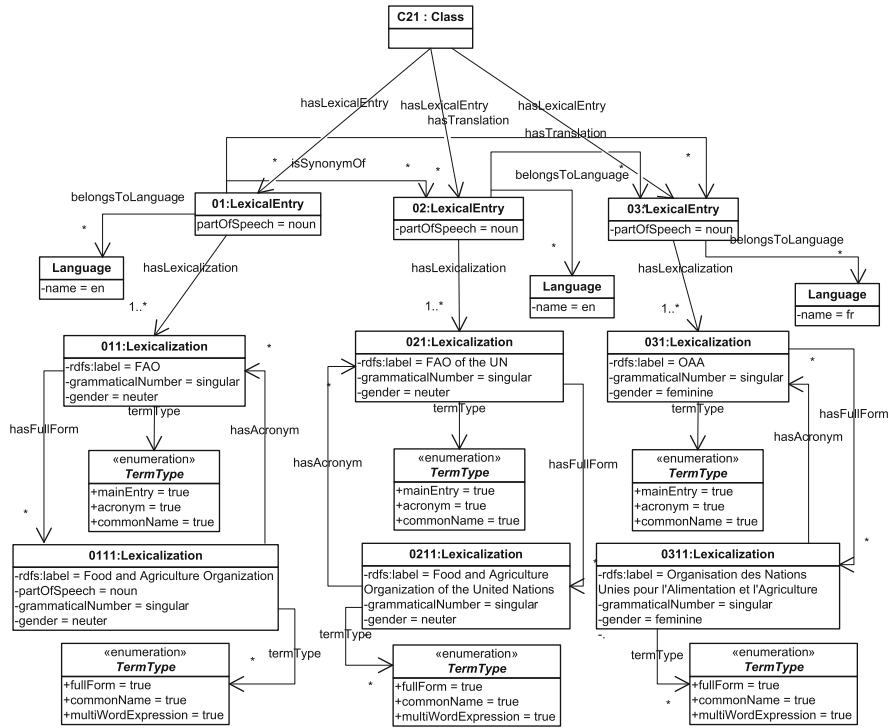 C21 : Class
hasLexicalEntry
hasLexicalEntry
hasTranslation
hasLexicalEntry
hasTranslation
isSynonymOf
*
*
*
*
*
belongsToLanguage
belongsToLanguage
01:LexicalEntry
partOfSpeech = noun
02:LexicalEntry
-partOfSpeech = noun
03:LexicalEntry
-partOfSpeech = noun
belongsToLanguage
*
*
*
Language
-name = en
hasLexicalization
hasLexicalization
hasLexicalization
Language
-name = en
Language
-name = fr
1..*
1..*
1..*
011:Lexicalization
-rdfs:label = FAO
-grammaticalNumber = singular
-gender = neuter
*
021:Lexicalization
-rdfs:label = FAO of the UN
-grammaticalNumber = singular
-gender = neuter
*
031:Lexicalization
-rdfs:label = OAA
-grammaticalNumber = singular
-gender = feminine
*
*
termType
termType
termType
hasFullForm
hasAcronym
hasAcronym
hasFullForm
hasFullForm
hasAcronym
«enumeration»
TermType
+mainEntry = true
+acronym = true
+commonName = true
«enumeration»
TermType
+mainEntry = true
+acronym = true
+commonName = true
«enumeration»
TermType
+mainEntry = true
+acronym = true
+commonName = true
*
*
*
0111:Lexicalization
-rdfs:label = Food and Agriculture Organization
-partOfSpeech = noun
-grammaticalNumber = singular
-gender = neuter
0211:Lexicalization
-rdfs:label = Food and Agriculture
Organization of the United Nations
-grammaticalNumber = singular
-gender = neuter
0311:Lexicalization
-rdfs:label = Organisation des Nations
Unies pour l'Alimentation et l'Agriculture
-grammaticalNumber = singular
-gender = feminine
termType
termType
termType
*
*
*
«enumeration»
TermType
+fullForm = true
+commonName = true
+multiWordExpression = true
«enumeration»
TermType
+fullForm = true
+commonName = true
+multiWordExpression = true
«enumeration»
TermType
+fullForm = true
+commonName = true
+multiWordExpression = true